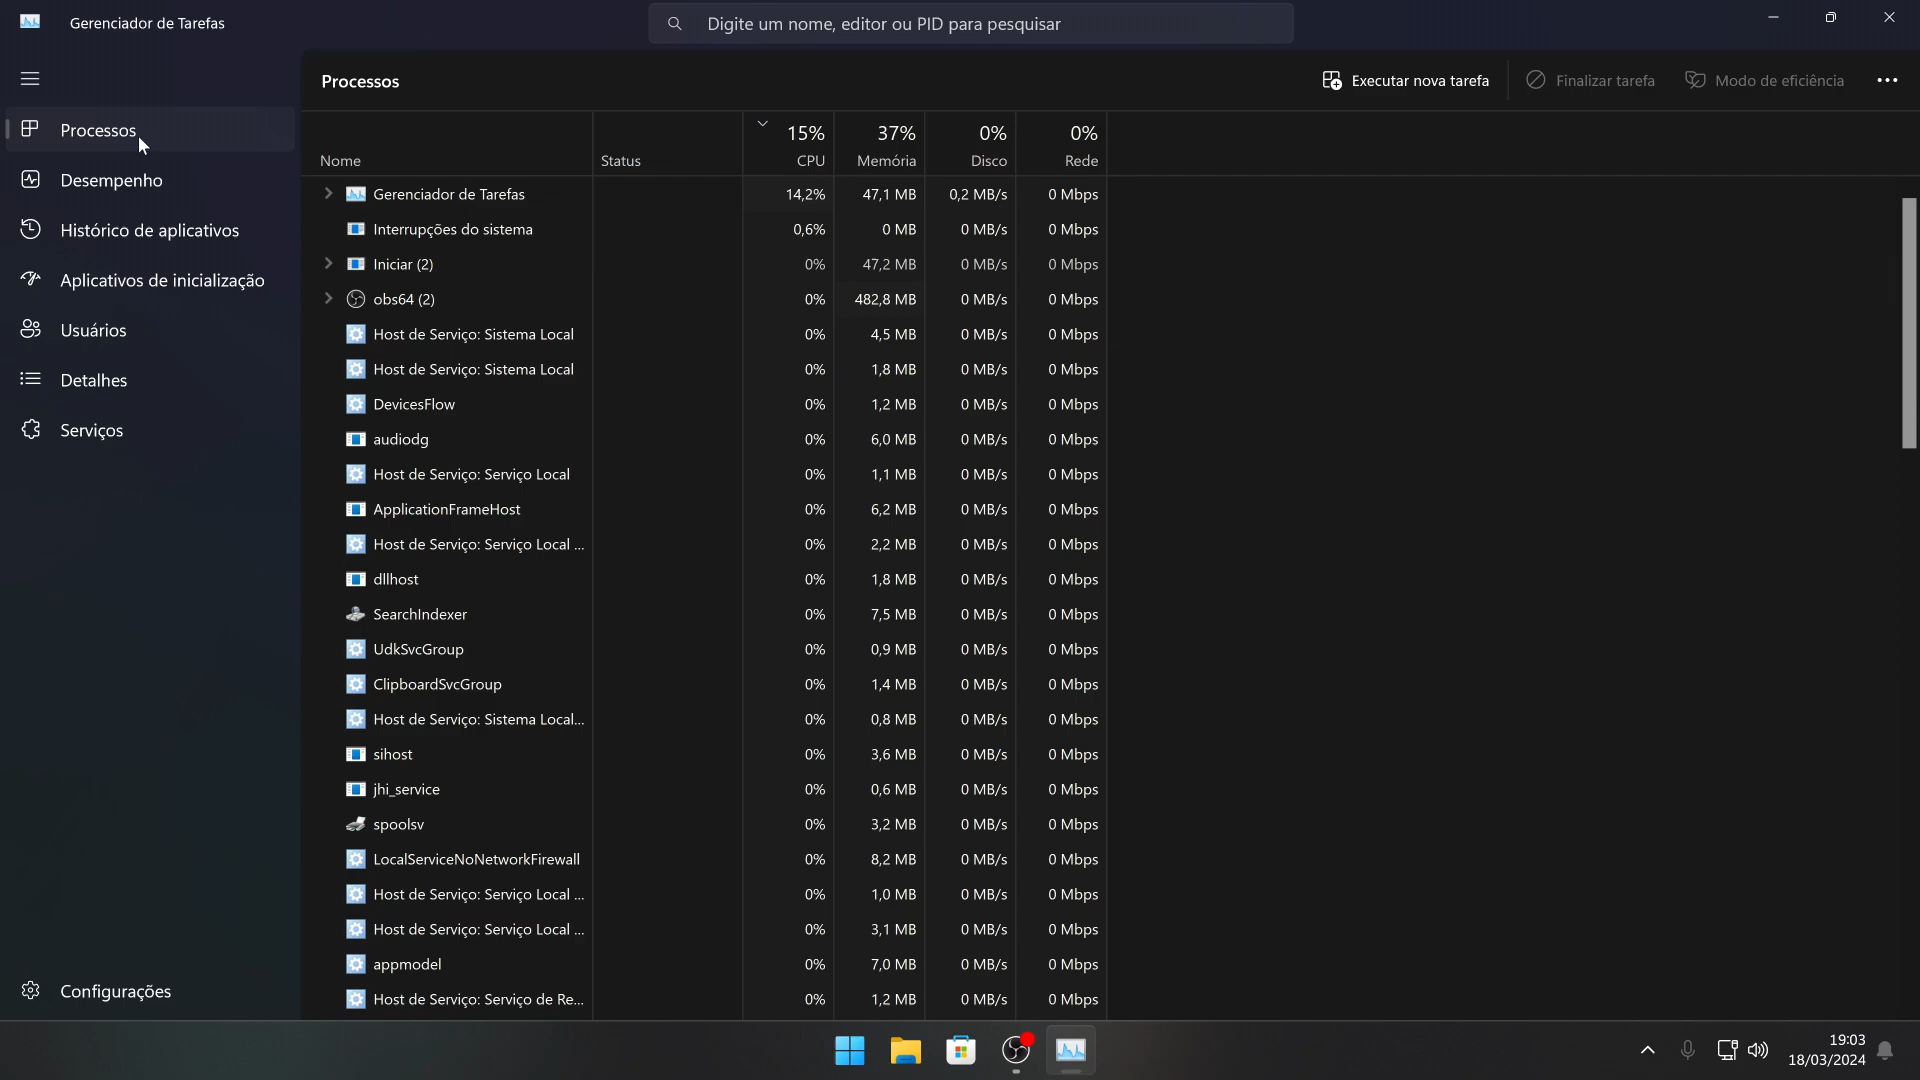 Gerenciador de Tarefas
Digite um nome, editor ou PID para pesquisar
Processos
Desempenho
Histórico de aplicativos
Aplicativos de inicialização
Usuários
Detalhes
Serviços
Configurações
Processos
Executar nova tarefa
Finalizar tarefa
Modo de eficiência
15% 37% 0% 0%
Nome Status CPU Memória Disco Rede
Gerenciador de Tarefas 14,2% 47,1 MB 0,2 MB/s 0 Mbps
Interrupções do sistema 0,6% 0 MB 0 MB/s 0 Mbps
Iniciar (2) 0% 47,2 MB 0 MB/s 0 Mbps
obs64 (2) 0% 482,8 MB 0 MB/s 0 Mbps
Host de Serviço: Sistema Local 0% 4,5 MB 0 MB/s 0 Mbps
Host de Serviço: Sistema Local 0% 1,8 MB 0 MB/s 0 Mbps
DevicesFlow 0% 1,2 MB 0 MB/s 0 Mbps
audiodg 0% 6,0 MB 0 MB/s 0 Mbps
Host de Serviço: Serviço Local 0% 1,1 MB 0 MB/s 0 Mbps
ApplicationFrameHost 0% 6,2 MB 0 MB/s 0 Mbps
Host de Serviço: Serviço Local ... 0% 2,2 MB 0 MB/s 0 Mbps
dllhost 0% 1,8 MB 0 MB/s 0 Mbps
SearchIndexer 0% 7,5 MB 0 MB/s 0 Mbps
UdkSvcGroup 0% 0,9 MB 0 MB/s 0 Mbps
ClipboardSvcGroup 0% 1,4 MB 0 MB/s 0 Mbps
Host de Serviço: Sistema Local... 0% 0,8 MB 0 MB/s 0 Mbps
sihost 0% 3,6 MB 0 MB/s 0 Mbps
jhi_service 0% 0,6 MB 0 MB/s 0 Mbps
spoolsv 0% 3,2 MB 0 MB/s 0 Mbps
LocalServiceNoNetworkFirewall 0% 8,2 MB 0 MB/s 0 Mbps
Host de Serviço: Serviço Local ... 0% 1,0 MB 0 MB/s 0 Mbps
Host de Serviço: Serviço Local ... 0% 3,1 MB 0 MB/s 0 Mbps
appmodel 0% 7,0 MB 0 MB/s 0 Mbps
Host de Serviço: Serviço de Re... 0% 1,2 MB 0 MB/s 0 Mbps
19:03
18/03/2024